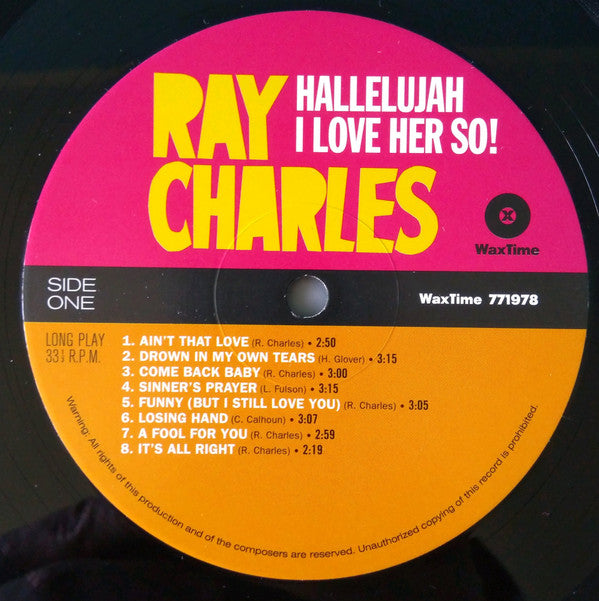 RAY
CHARLES
HALLELUJAH
I LOVE HER SO!
WaxTime
SIDE
ONE
WaxTime 771978
LONG PLAY
33⅓ R.P.M.
1. AIN'T THAT LOVE (R. Charles) • 2:50
2. DROWN IN MY OWN TEARS (H. Glover) • 3:15
3. COME BACK BABY (R. Charles) • 3:00
4. SINNER'S PRAYER (L. Fulson) • 3:15
5. FUNNY (BUT I STILL LOVE YOU) (R. Charles) • 3:05
6. LOSING HAND (C. Calhoun) • 3:07
7. A FOOL FOR YOU (R. Charles) • 2:59
8. IT'S ALL RIGHT (R. Charles) • 2:19
Warning: All rights of this production and of the composers are reserved. Unauthorized copying of this record is prohibited.